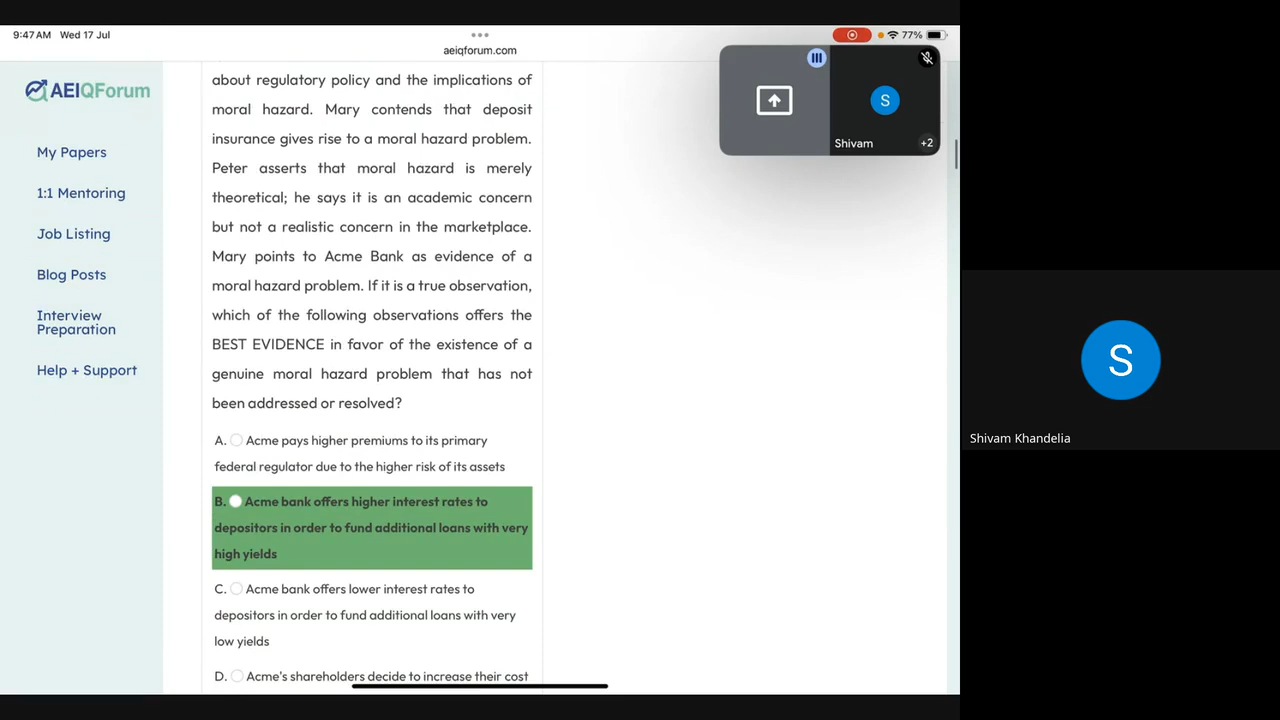 9:47 AM Wed 17 Jul
aeiqforum.com
77%
AEIQForum
My Papers
1:1 Mentoring
Job Listing
Blog Posts
Interview
Preparation
Help + Support
about regulatory policy and the implications of
moral hazard. Mary contends that deposit
insurance gives rise to a moral hazard problem.
Peter asserts that moral hazard is merely
theoretical; he says it is an academic concern
but not a realistic concern in the marketplace.
Mary points to Acme Bank as evidence of a
moral hazard problem. If it is a true observation,
which of the following observations offers the
BEST EVIDENCE in favor of the existence of a
genuine moral hazard problem that has not
been addressed or resolved?
A. Acme pays higher premiums to its primary
federal regulator due to the higher risk of its assets
B. Acme bank offers higher interest rates to
depositors in order to fund additional loans with very
high yields
C. Acme bank offers lower interest rates to
depositors in order to fund additional loans with very
low yields
D. Acme's shareholders decide to increase their cost
S
Shivam
+2
S
Shivam Khandelia